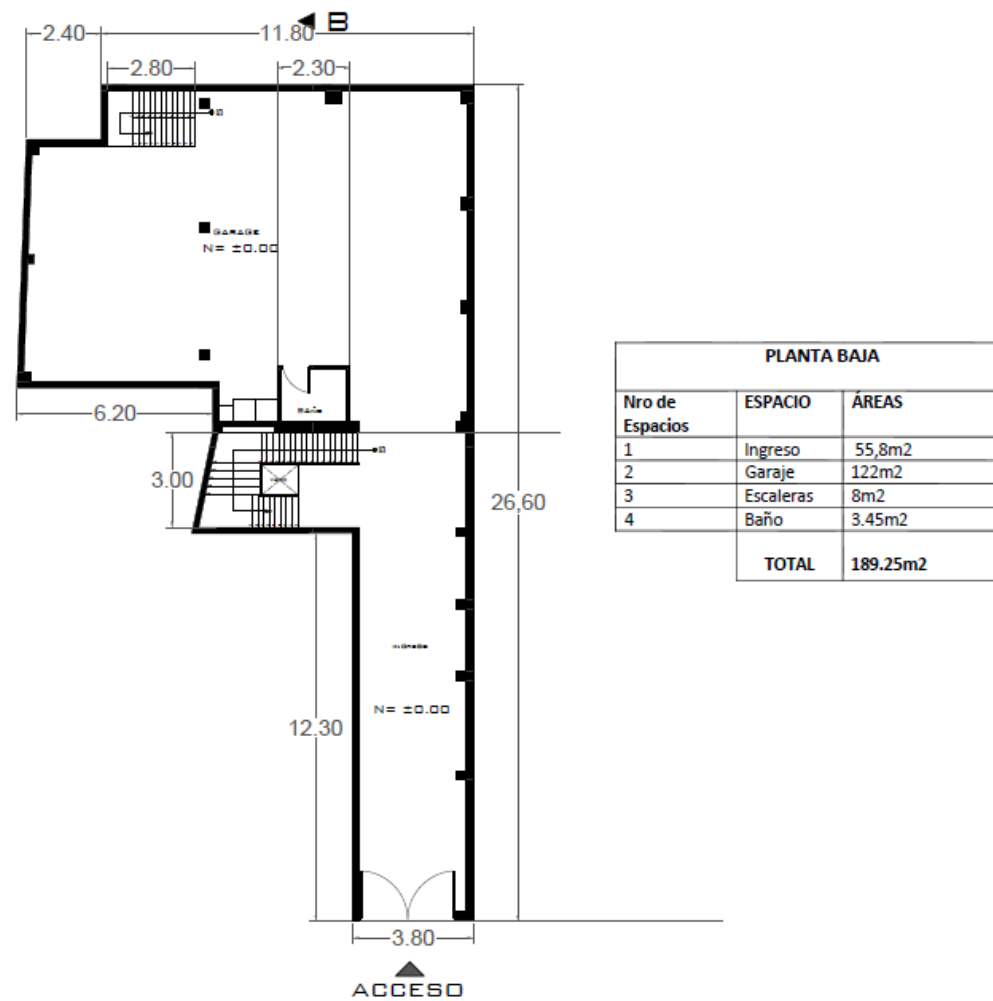 B
2.40
11.80
2.80
2.30
GARAGE
N= ±0.00
6.20
BAÑO
3.00
26,60
INGRESO
N= ±0.00
12.30
3.80
ACCESO
PLANTA BAJA
Nro de Espacios ESPACIO ÁREAS
1 Ingreso 55,8m2
2 Garaje 122m2
3 Escaleras 8m2
4 Baño 3.45m2
TOTAL 189.25m2